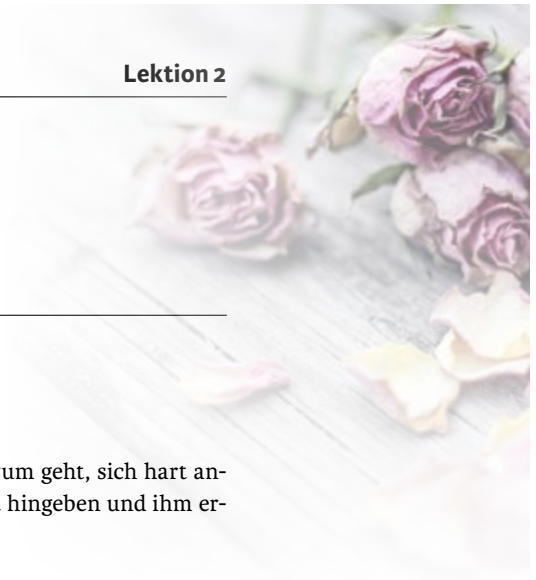 Lektion 2
um geht, sich hart an-
hingeben und ihm er-